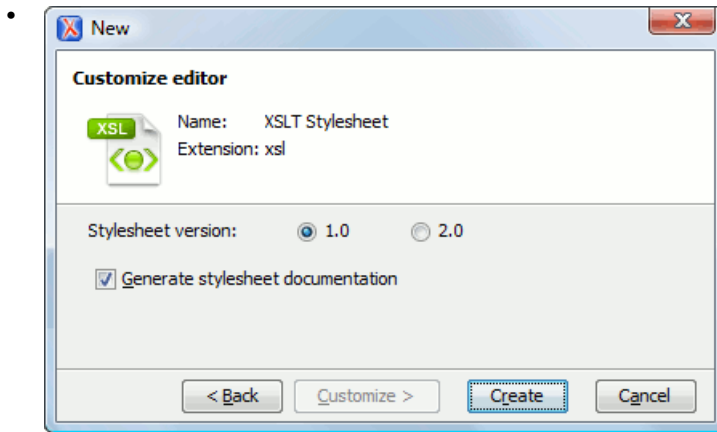 New
Customize editor
XSL
Name: XSLT Stylesheet
Extension: xsl
Stylesheet version: 1.0 2.0
Generate stylesheet documentation
< Back Customize > Create Cancel